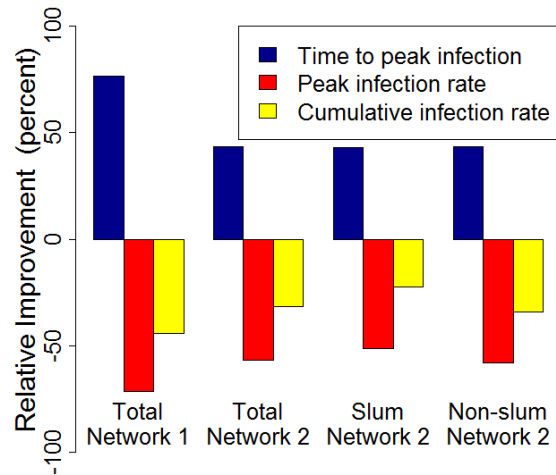 Relative Improvement (percent)
100
50
0
-50
-100
Time to peak infection
Peak infection rate
Cumulative infection rate
Total
Network 1
Total
Network 2
Slum
Network 2
Non-slum
Network 2